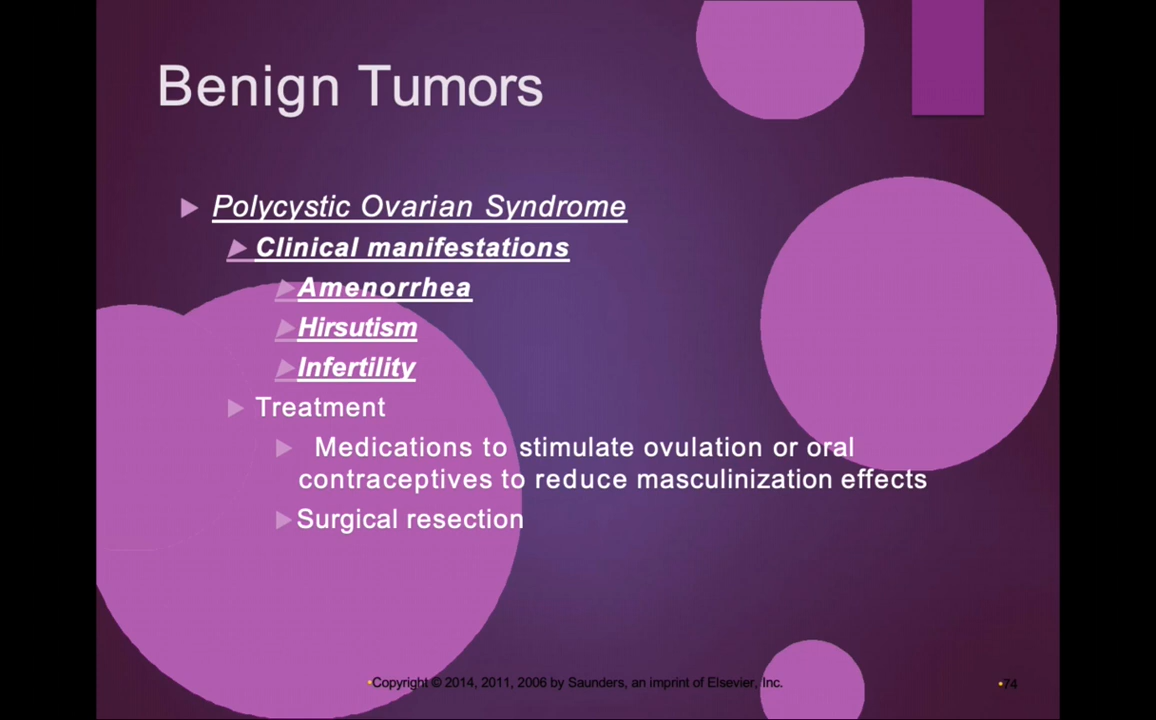 Benign Tumors
Polycystic Ovarian Syndrome
Clinical manifestations
Amenorrhea
Hirsutism
Infertility
Treatment
Medications to stimulate ovulation or oral
contraceptives to reduce masculinization effects
Surgical resection
•Copyright © 2014, 2011, 2006 by Saunders, an imprint of Elsevier, Inc.
•74